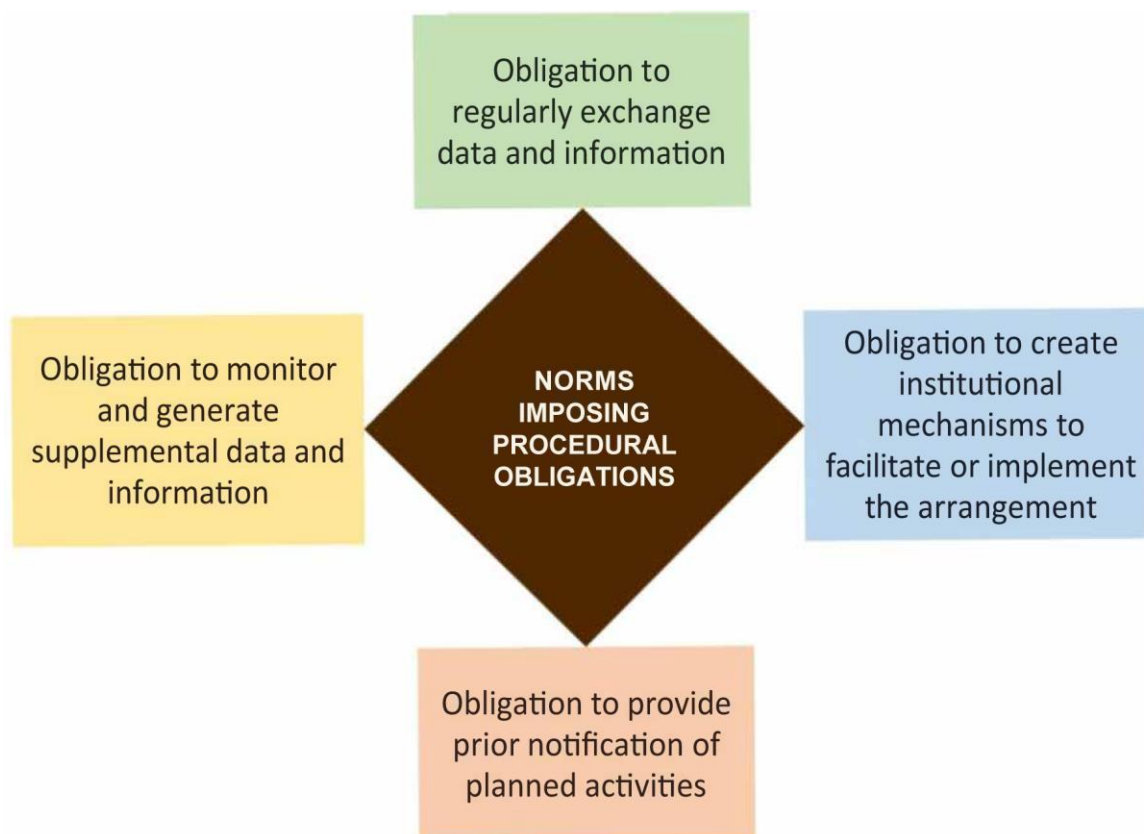 Obligation to
regularly exchange
data and information
Obligation to monitor
and generate
supplemental data and
information
NORMS
IMPOSING
PROCEDURAL
OBLIGATIONS
Obligation to create
institutional
mechanisms to
facilitate or implement
the arrangement
Obligation to provide
prior notification of
planned activities